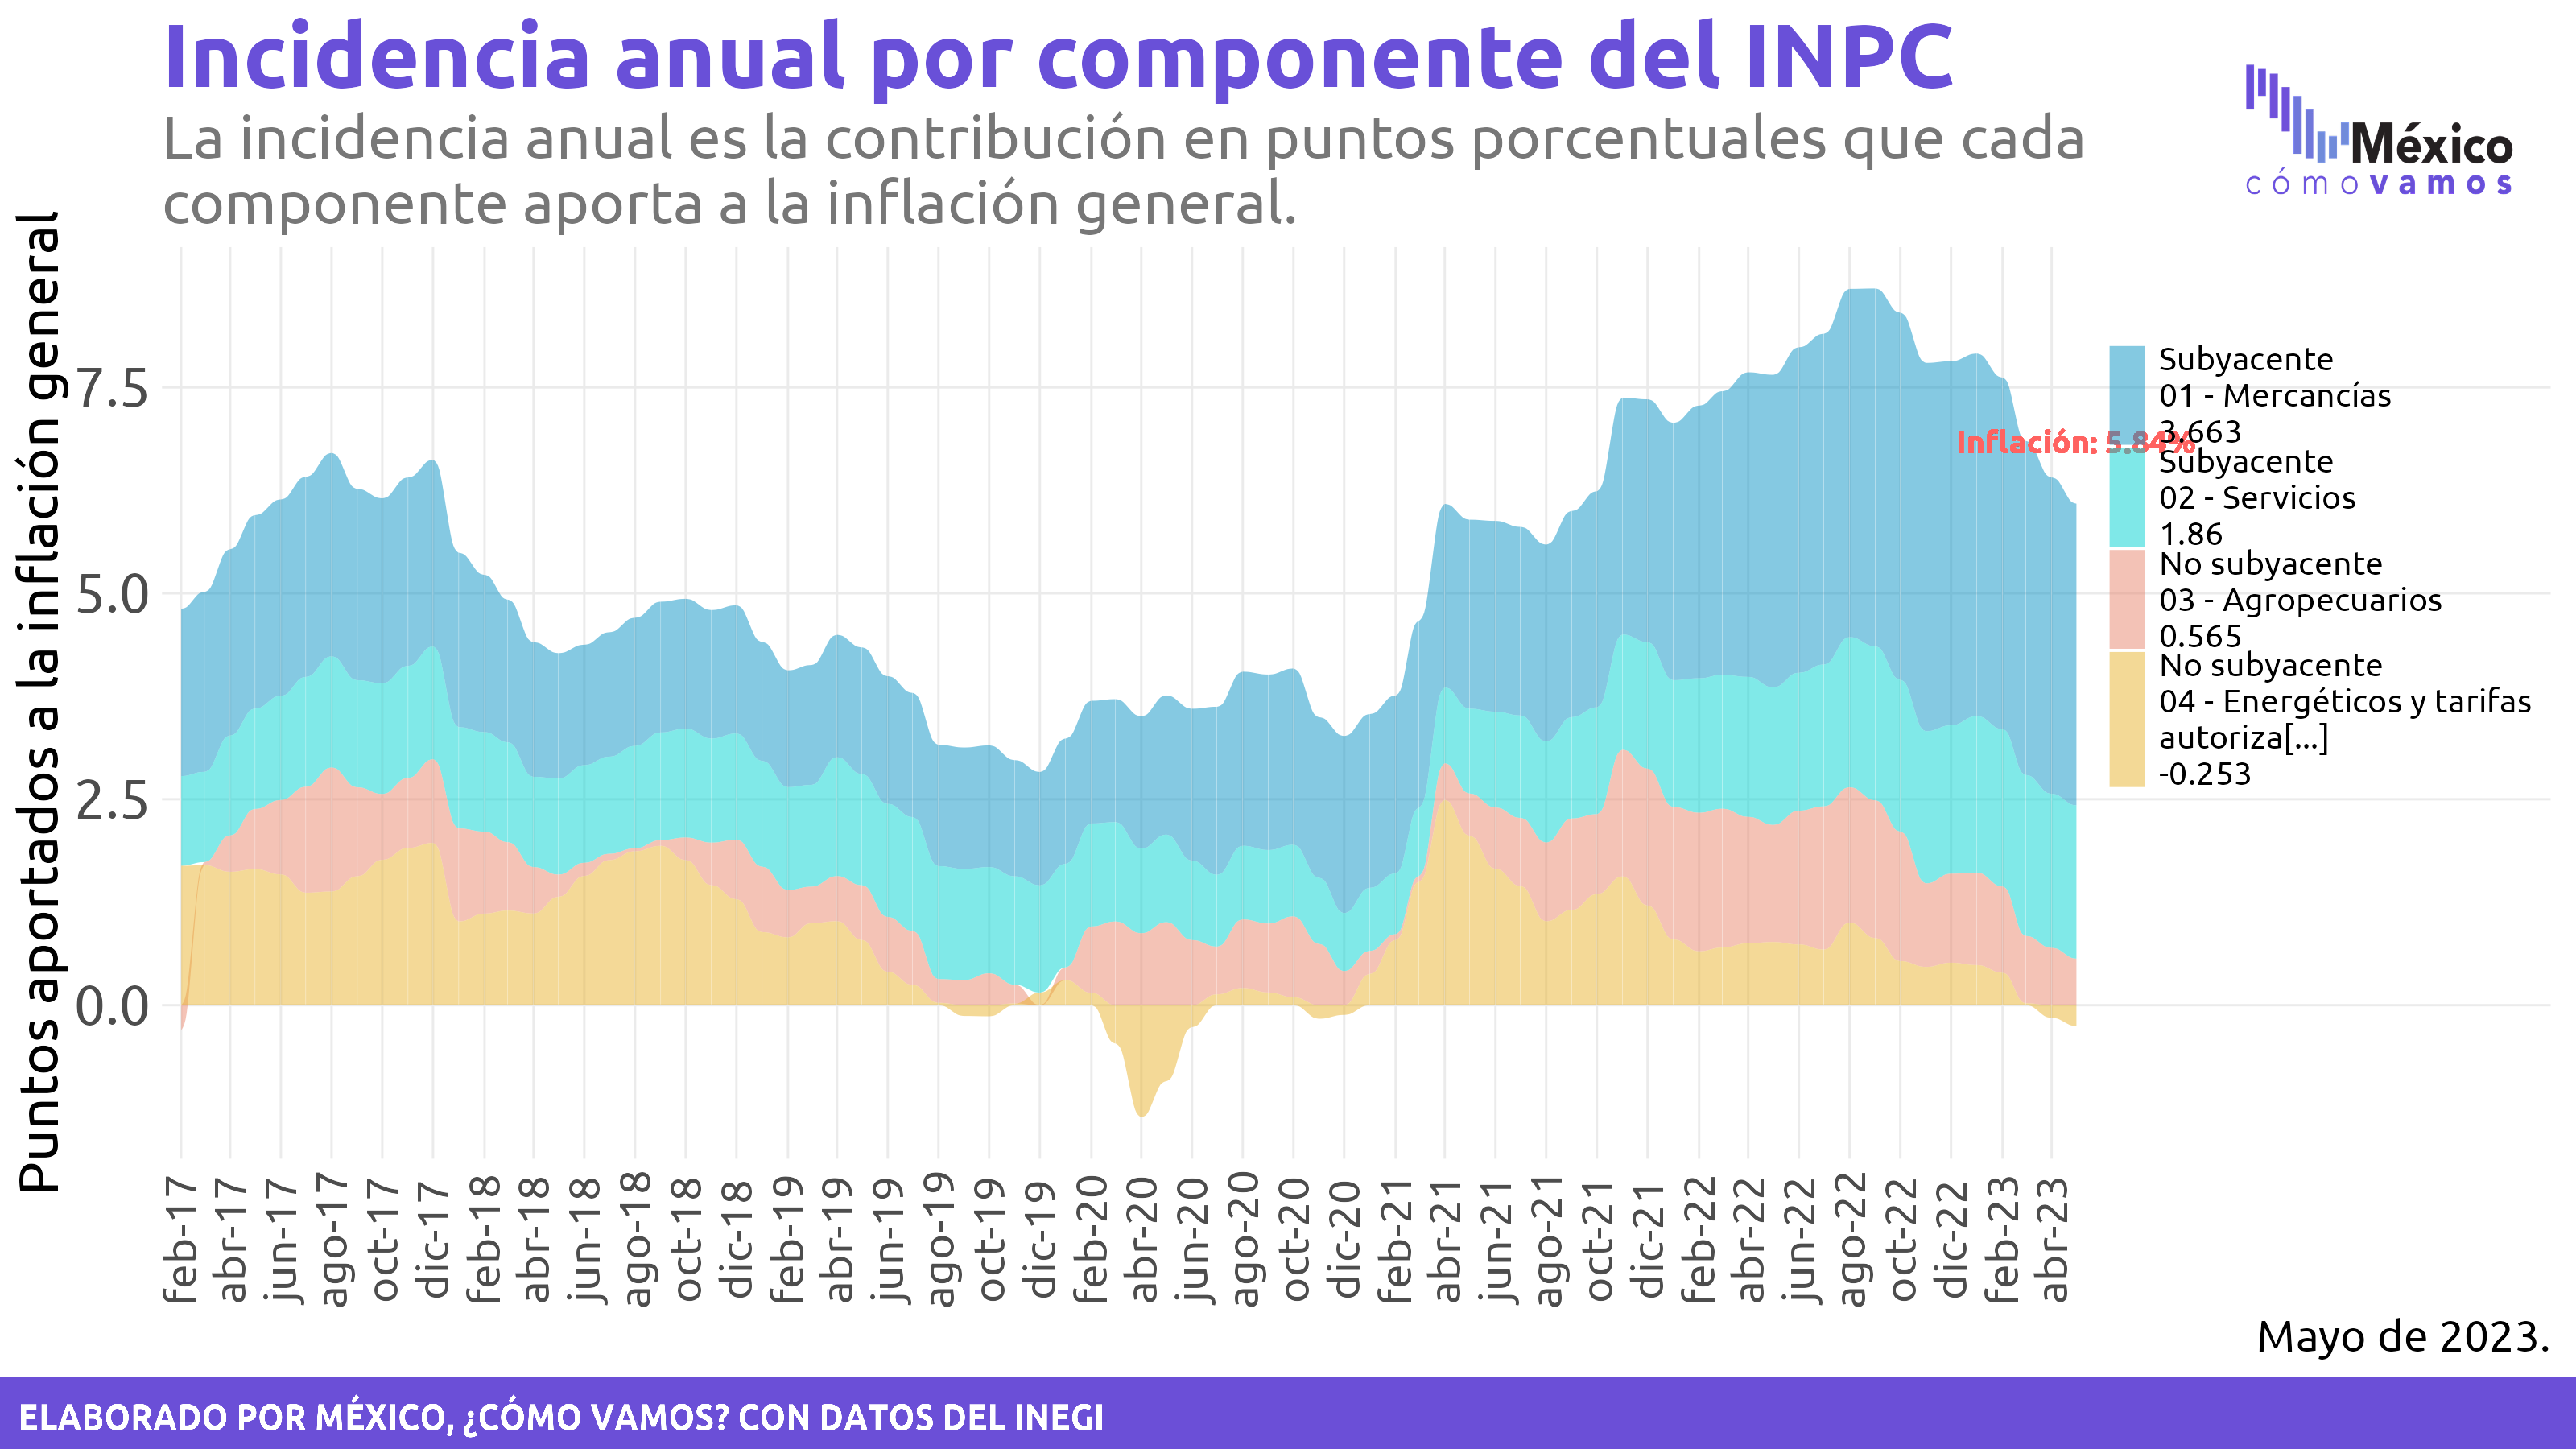 Incidencia anual por componente del INPC
La incidencia anual es la contribución en puntos porcentuales que cada
componente aporta a la inflación general.
México
cómovamos
Puntos aportados a la inflación general
7.5
5.0
2.5
0.0
Subyacente
01 - Mercancías
3.663
Inflación: 5.84%
Subyacente
02 - Servicios
1.86
No subyacente
03 - Agropecuarios
0.565
No subyacente
04 - Energéticos y tarifas
autoriza[...]
-0.253
feb-17
abr-17
jun-17
ago-17
oct-17
dic-17
feb-18
abr-18
jun-18
ago-18
oct-18
dic-18
feb-19
abr-19
jun-19
ago-19
oct-19
dic-19
feb-20
abr-20
jun-20
ago-20
oct-20
dic-20
feb-21
abr-21
jun-21
ago-21
oct-21
dic-21
feb-22
abr-22
jun-22
ago-22
oct-22
dic-22
feb-23
abr-23
Mayo de 2023.
ELABORADO POR MÉXICO, ¿CÓMO VAMOS? CON DATOS DEL INEGI